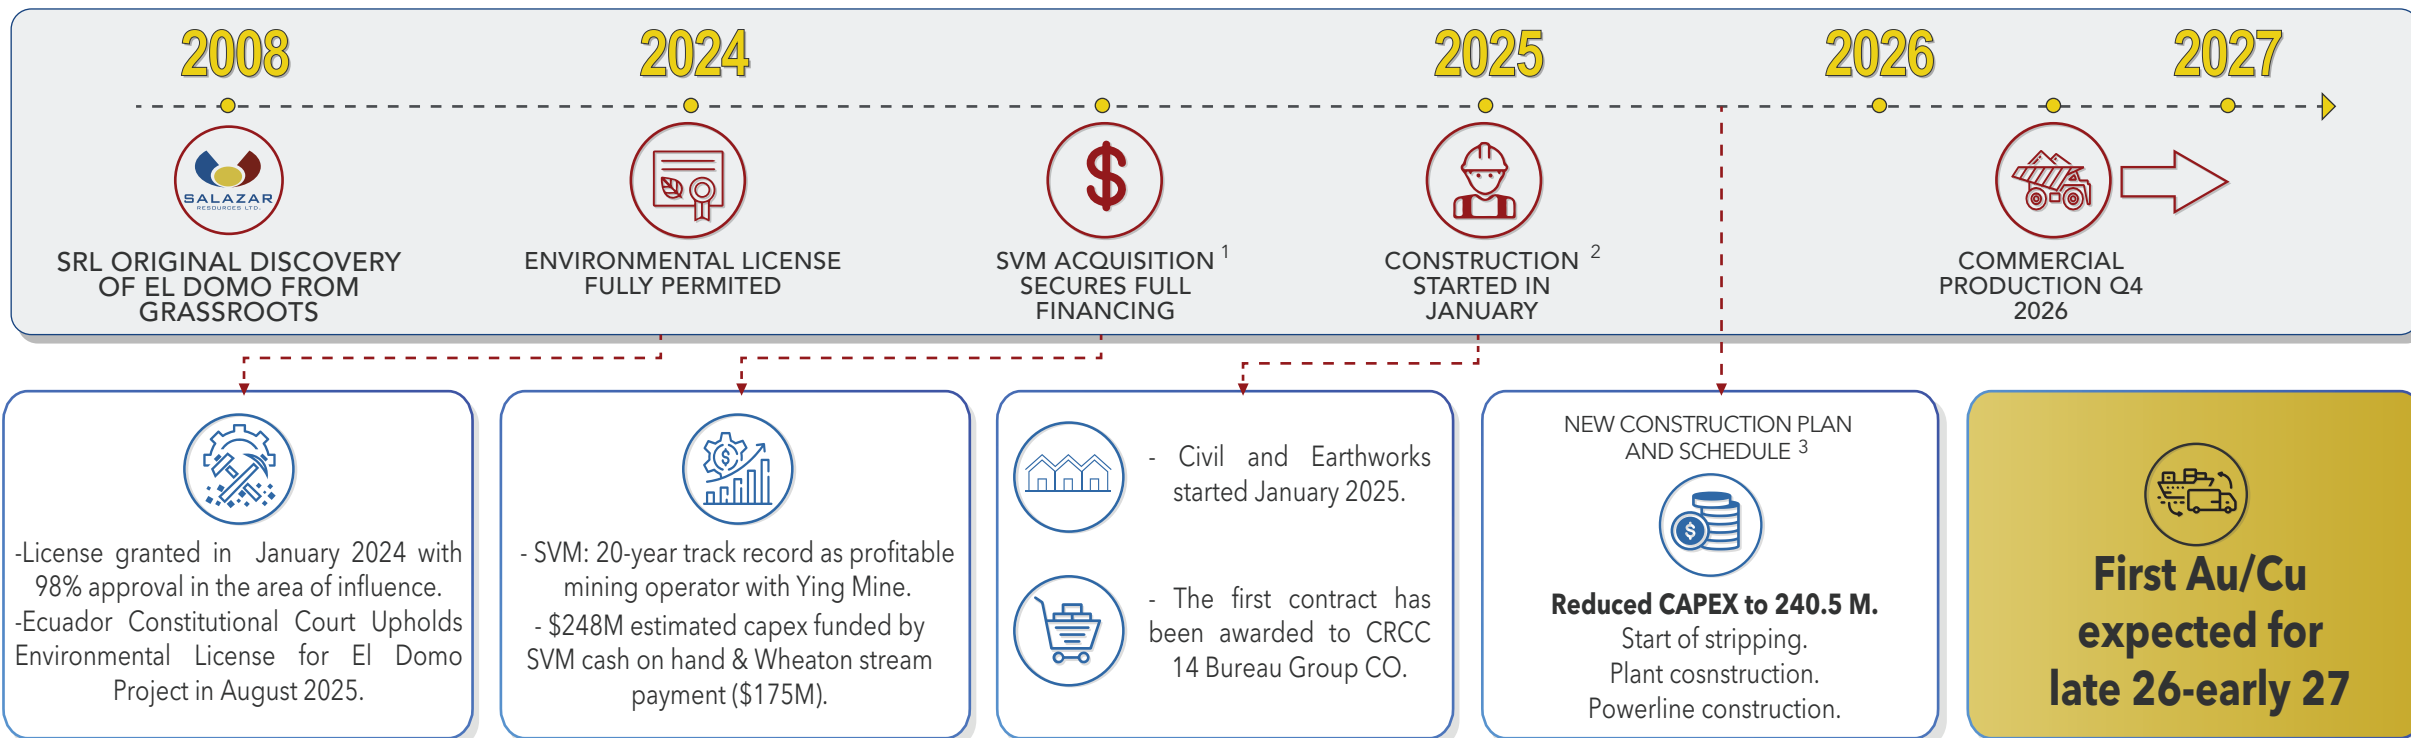 2008
2024
2025
2026
2027
SALAZAR
RESOURCES LTD.
SRL ORIGINAL DISCOVERY
OF EL DOMO FROM
GRASSROOTS
ENVIRONMENTAL LICENSE
FULLY PERMITED
$
SVM ACQUISITION 1
SECURES FULL
FINANCING
CONSTRUCTION 2
STARTED IN
JANUARY
COMMERCIAL
PRODUCTION Q4
2026
-License granted in January 2024 with
98% approval in the area of influence.
-Ecuador Constitutional Court Upholds
Environmental License for El Domo
Project in August 2025.
$
- SVM: 20-year track record as profitable
mining operator with Ying Mine.
- $248M estimated capex funded by
SVM cash on hand & Wheaton stream
payment ($175M).
- Civil and Earthworks
started January 2025.
- The first contract has
been awarded to CRCC
14 Bureau Group CO.
NEW CONSTRUCTION PLAN
AND SCHEDULE 3
$
Reduced CAPEX to 240.5 M.
Start of stripping.
Plant cosnstruction.
Powerline construction.
First Au/Cu
expected for
late 26-early 27